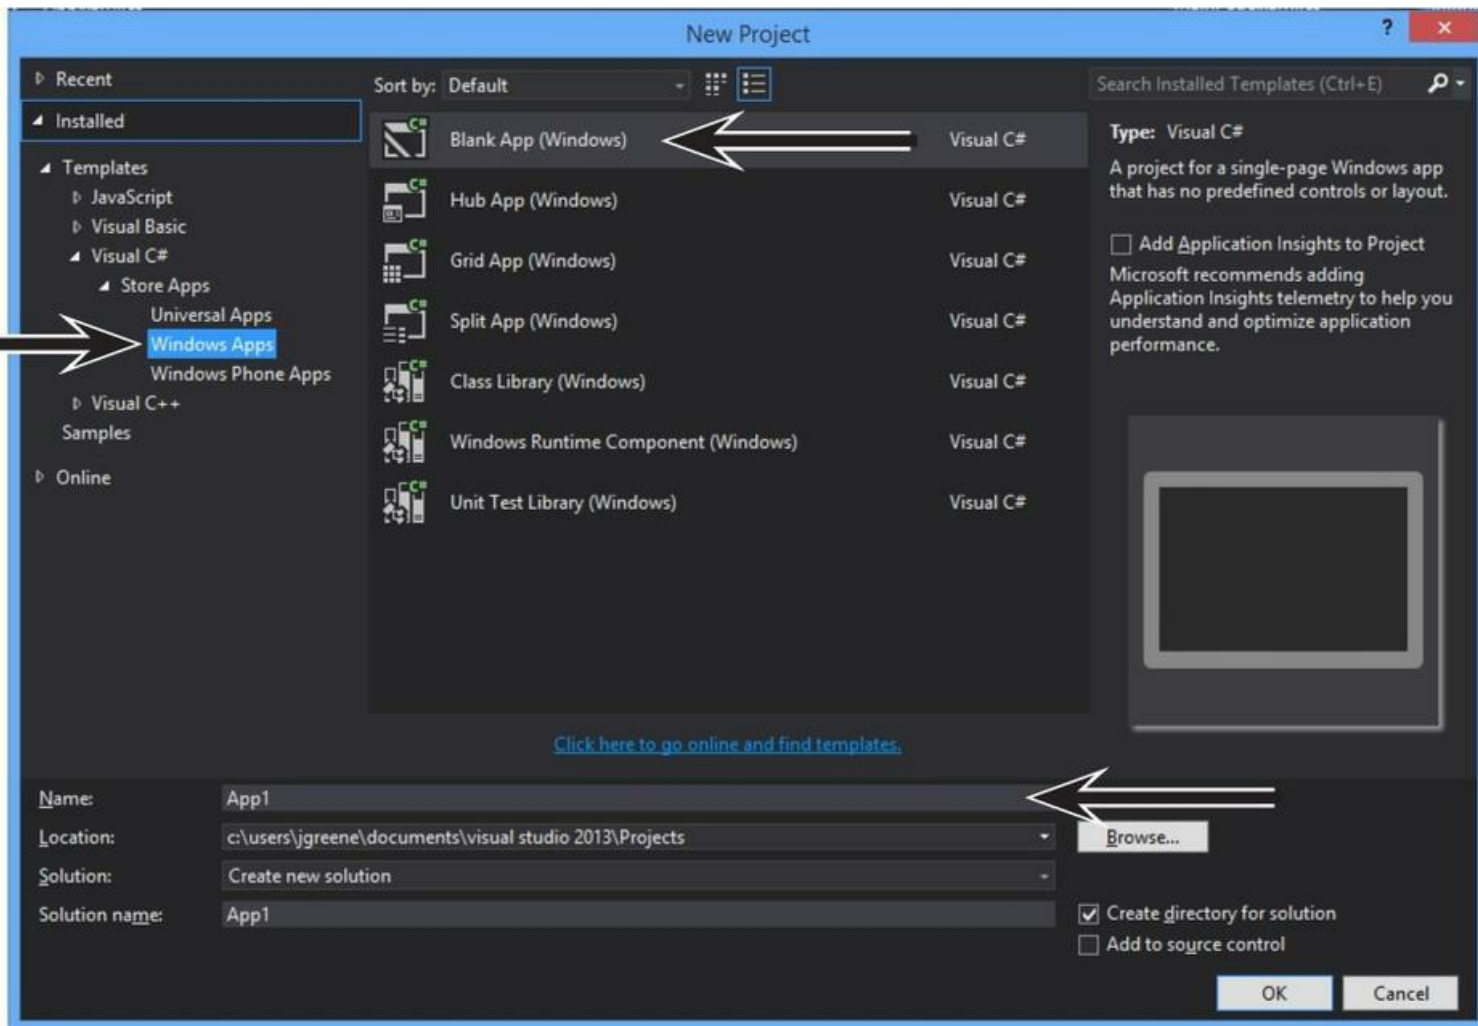 New Project
?
Recent
Installed
Templates
JavaScript
Visual Basic
Visual C#
Store Apps
Universal Apps
Windows Apps
Windows Phone Apps
Visual C++
Samples
Online
Sort by: Default
C# Blank App (Windows) Visual C#
C# Hub App (Windows) Visual C#
C# Grid App (Windows) Visual C#
C# Split App (Windows) Visual C#
C# Class Library (Windows) Visual C#
C# Windows Runtime Component (Windows) Visual C#
C# Unit Test Library (Windows) Visual C#
Click here to go online and find templates.
Search Installed Templates (Ctrl+E)
Type: Visual C#
A project for a single-page Windows app
that has no predefined controls or layout.
Add Application Insights to Project
Microsoft recommends adding
Application Insights telemetry to help you
understand and optimize application
performance.
Name: App1
Location: c:\users\jgreene\documents\visual studio 2013\Projects Browse...
Solution: Create new solution
Solution name: App1
Create directory for solution
Add to source control
OK Cancel